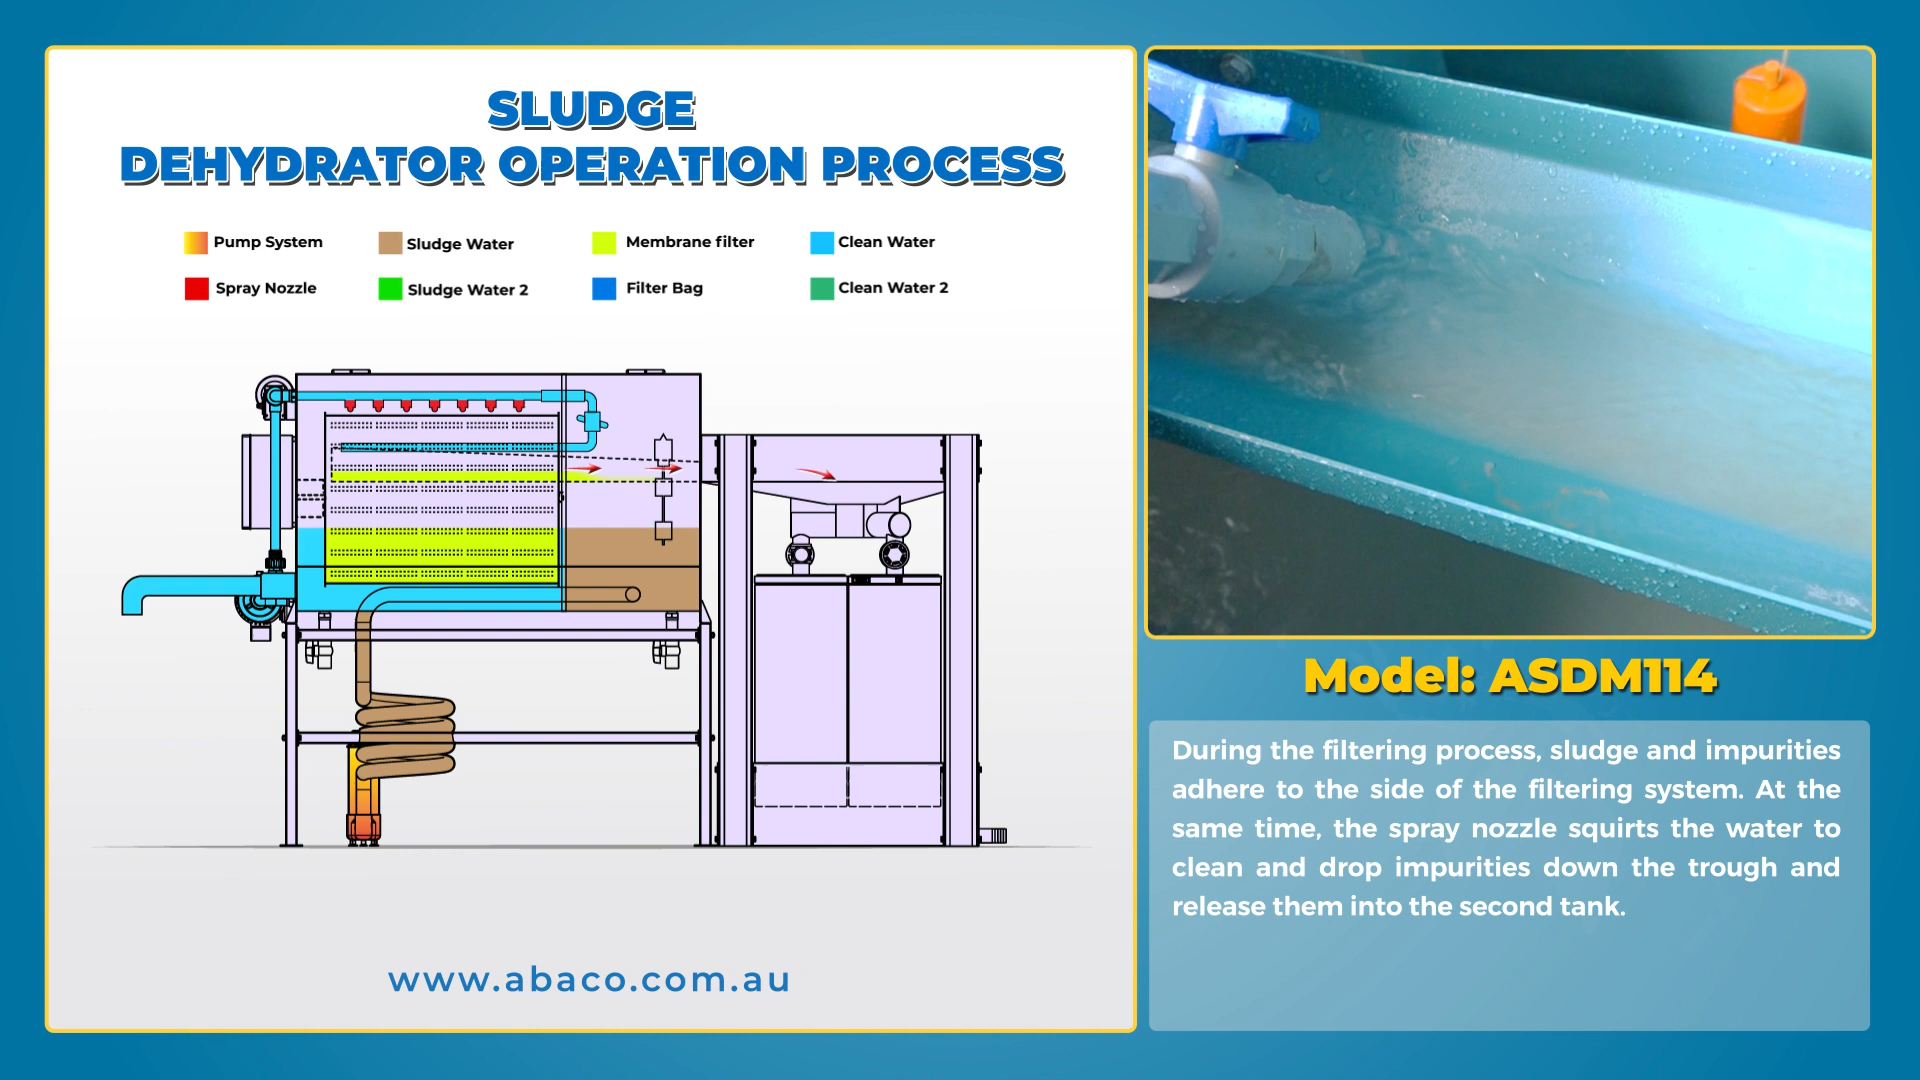 SLUDGE
DEHYDRATOR OPERATION PROCESS
Pump System
Sludge Water
Membrane filter
Clean Water
Spray Nozzle
Sludge Water 2
Filter Bag
Clean Water 2
www.abaco.com.au
Model: ASDM114
During the filtering process, sludge and impurities
adhere to the side of the filtering system. At the
same time, the spray nozzle squirts the water to
clean and drop impurities down the trough and
release them into the second tank.